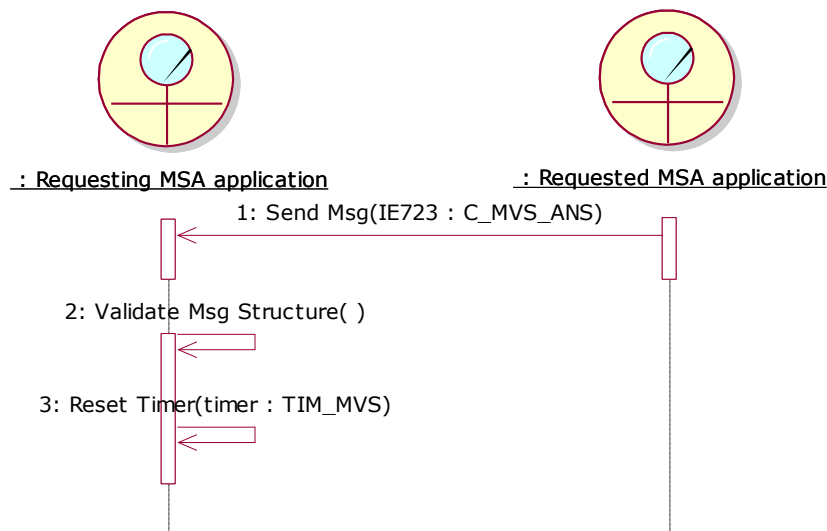 : Requesting MSA application
: Requested MSA application
1: Send Msg(IE723 : C_MVS_ANS)
2: Validate Msg Structure( )
3: Reset Timer(timer : TIM_MVS)